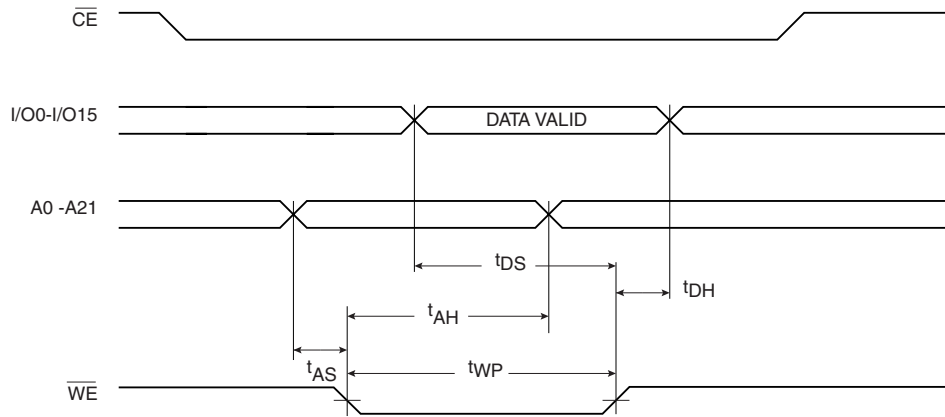 CE
I/O0-I/O15
DATA VALID
A0 -A21
tDS
tDH
tAH
tAS
tWP
WE